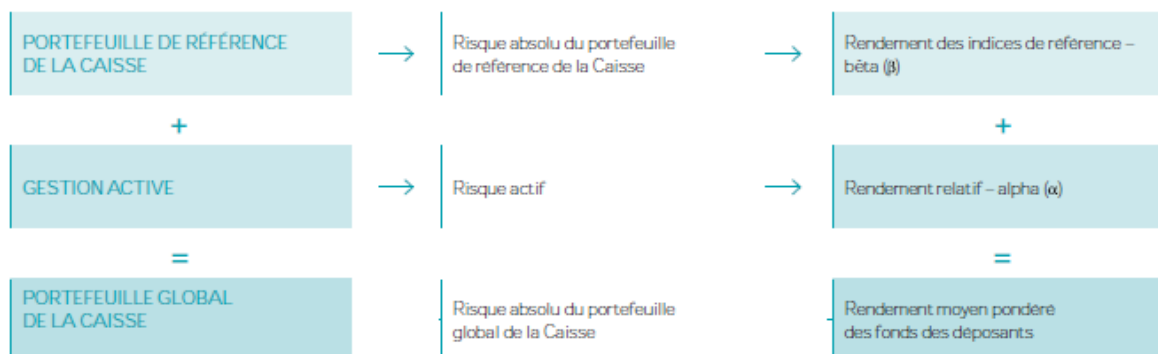 PORTEFEUILLE DE RÉFÉRENCE
DE LA CAISSE
→
Risque absolu du portefeuille
de référence de la Caisse
→
Rendement des indices de référence –
bêta (β)
+
+
GESTION ACTIVE
→
Risque actif
→
Rendement relatif – alpha (α)
=
=
PORTEFEUILLE GLOBAL
DE LA CAISSE
Risque absolu du portefeuille
global de la Caisse
Rendement moyen pondéré
des fonds des déposants